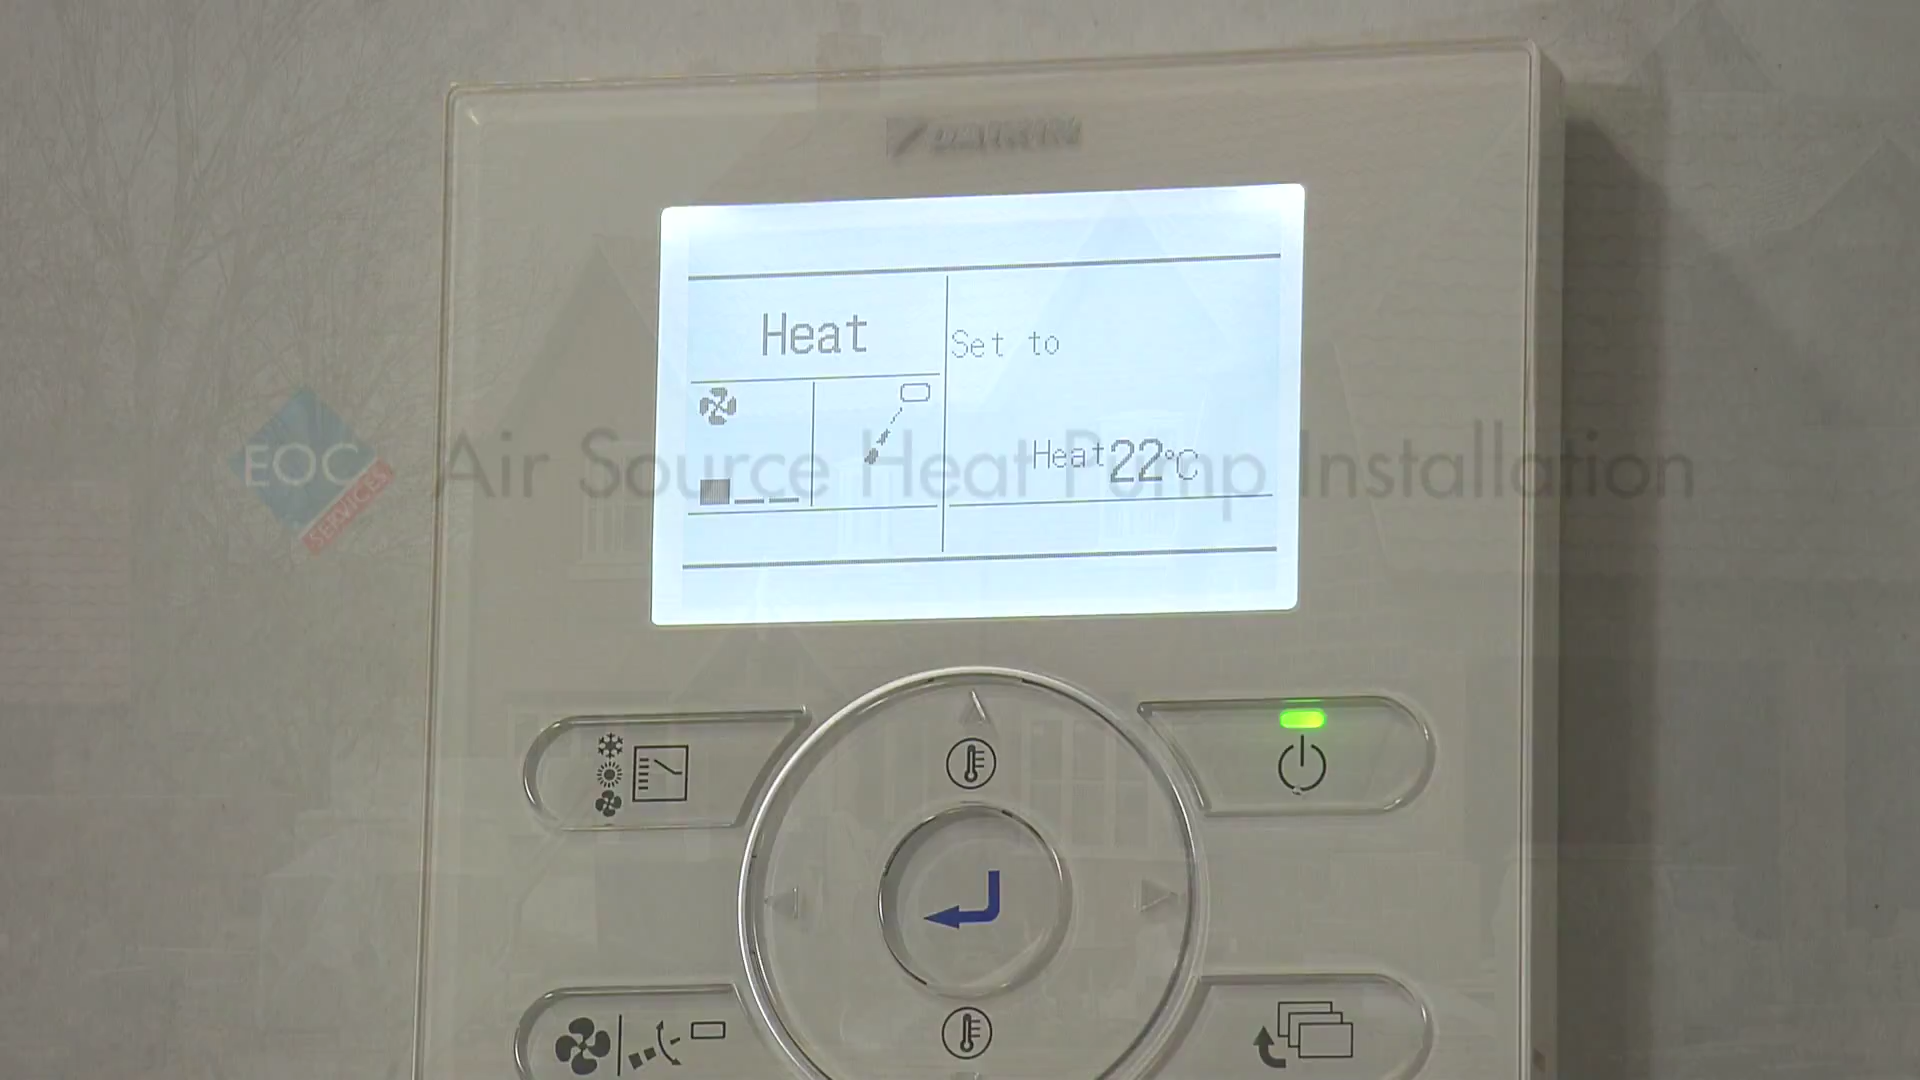 Heat
Set to
Heat 22°C
EOC
SERVICES
Air Source Heat Pump Installation